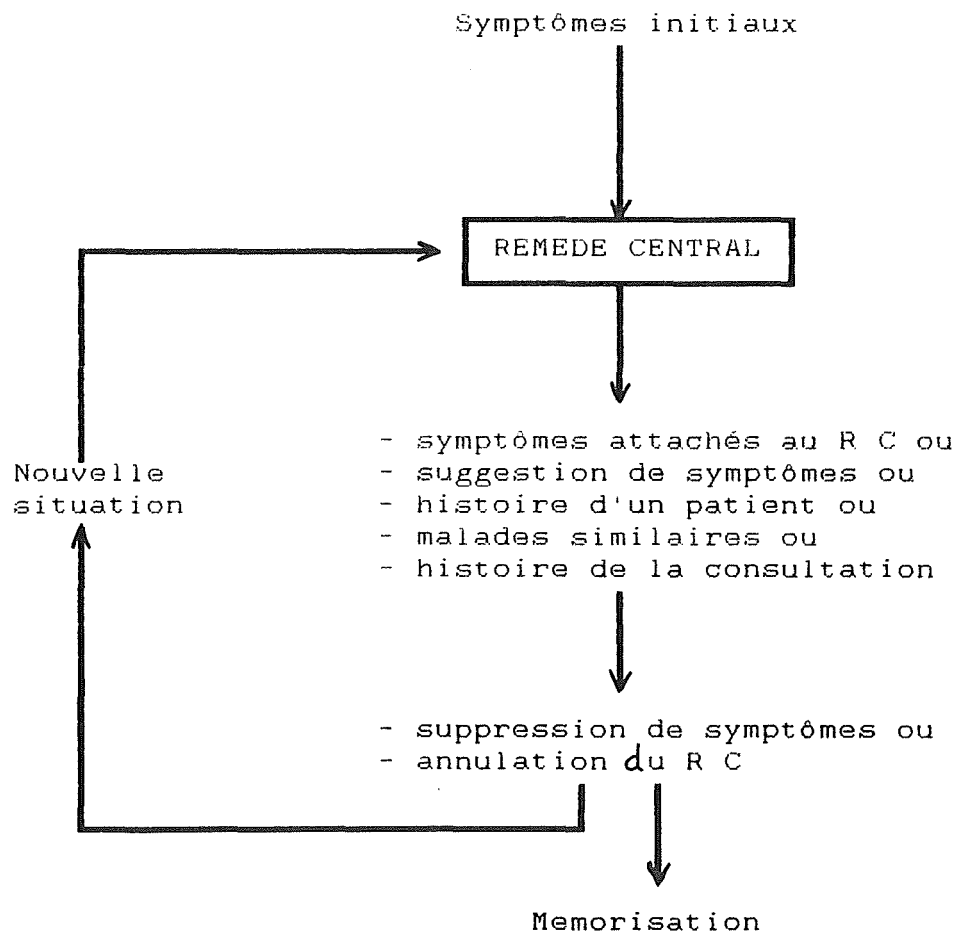 Symptômes initiaux
REMEDE CENTRAL
- symptômes attachés au R C ou
- suggestion de symptômes ou
- histoire d'un patient ou
- malades similaires ou
- histoire de la consultation
Nouvelle
situation
- suppression de symptômes ou
- annulation du R C
Memorisation